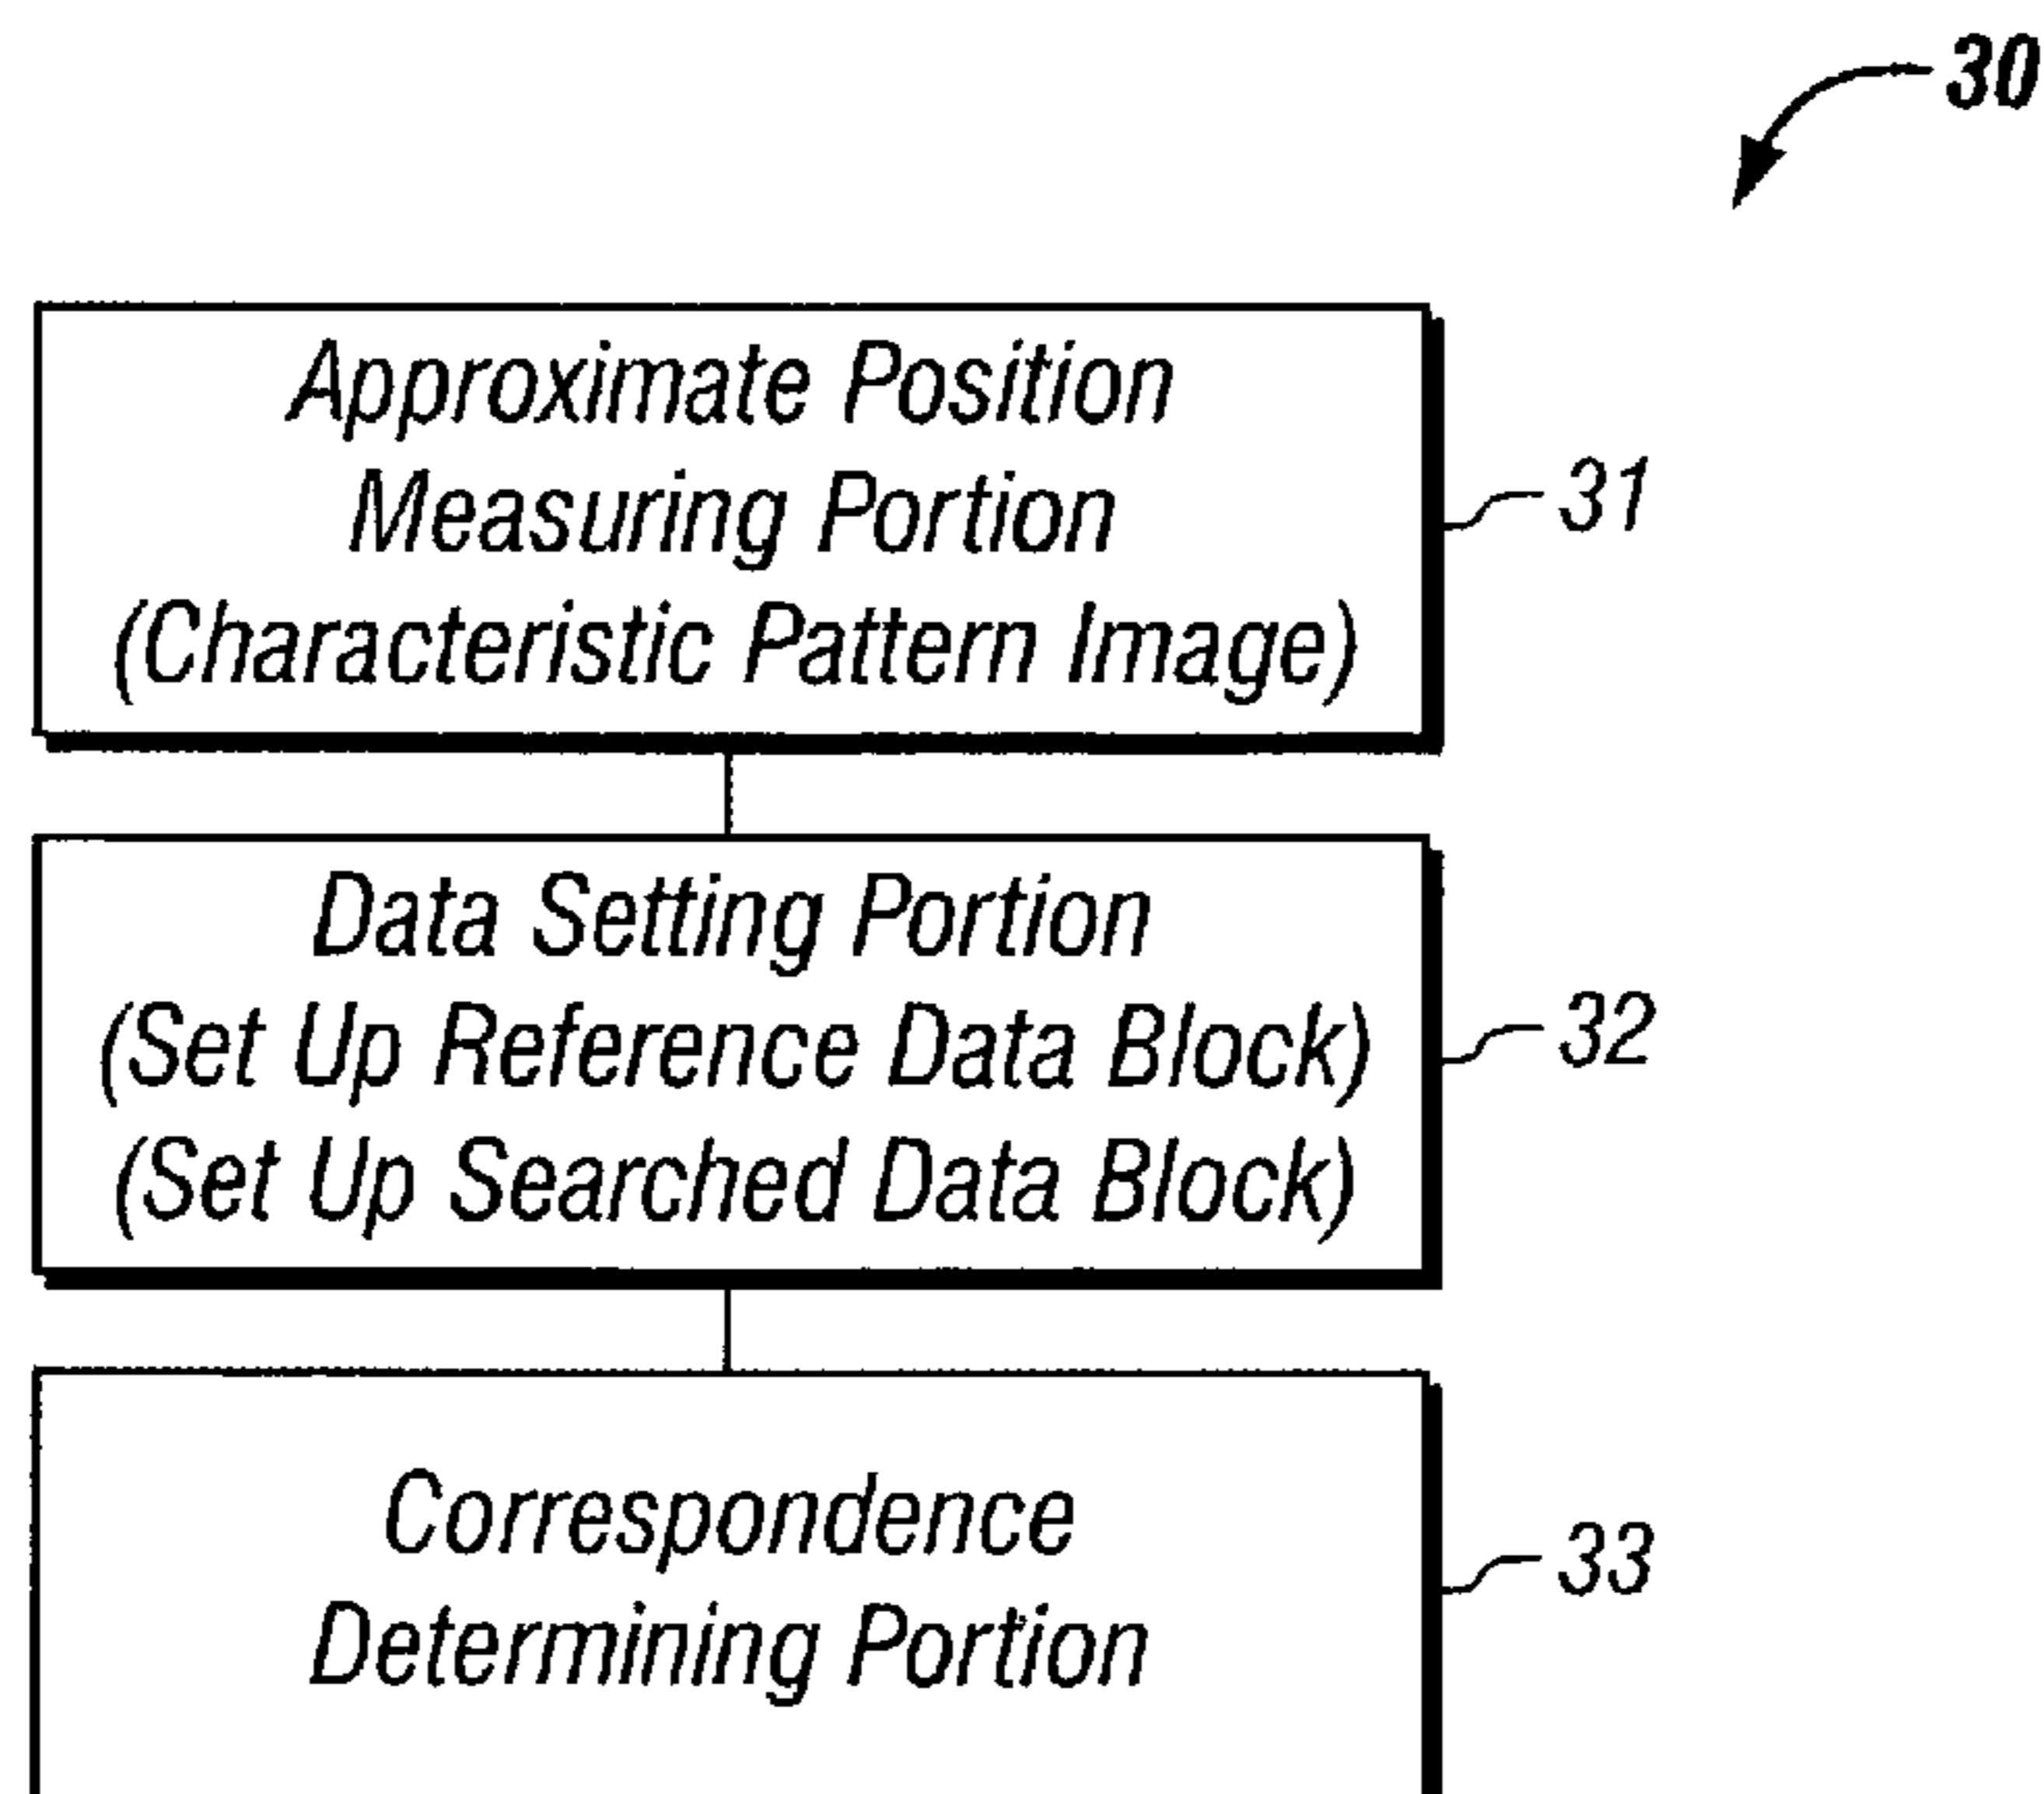 30
Approximate Position
Measuring Portion
(Characteristic Pattern Image)
31
Data Setting Portion
(Set Up Reference Data Block)
(Set Up Searched Data Block)
32
Correspondence
Determining Portion
33